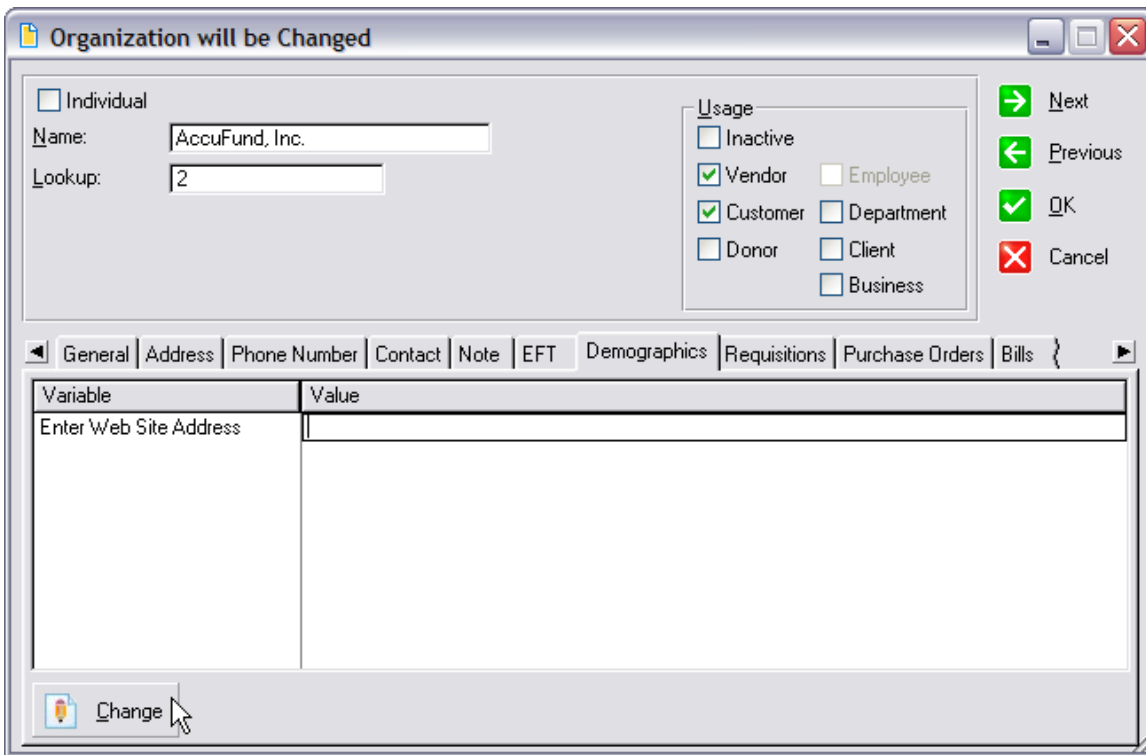 Organization will be Changed
Individual
Name: AccuFund, Inc.
Lookup: 2
Usage
Inactive
Vendor Employee
Customer Department
Donor Client
Business
Next
Previous
OK
Cancel
General Address Phone Number Contact Note EFT Demographics Requisitions Purchase Orders Bills
Variable Value
Enter Web Site Address
Change